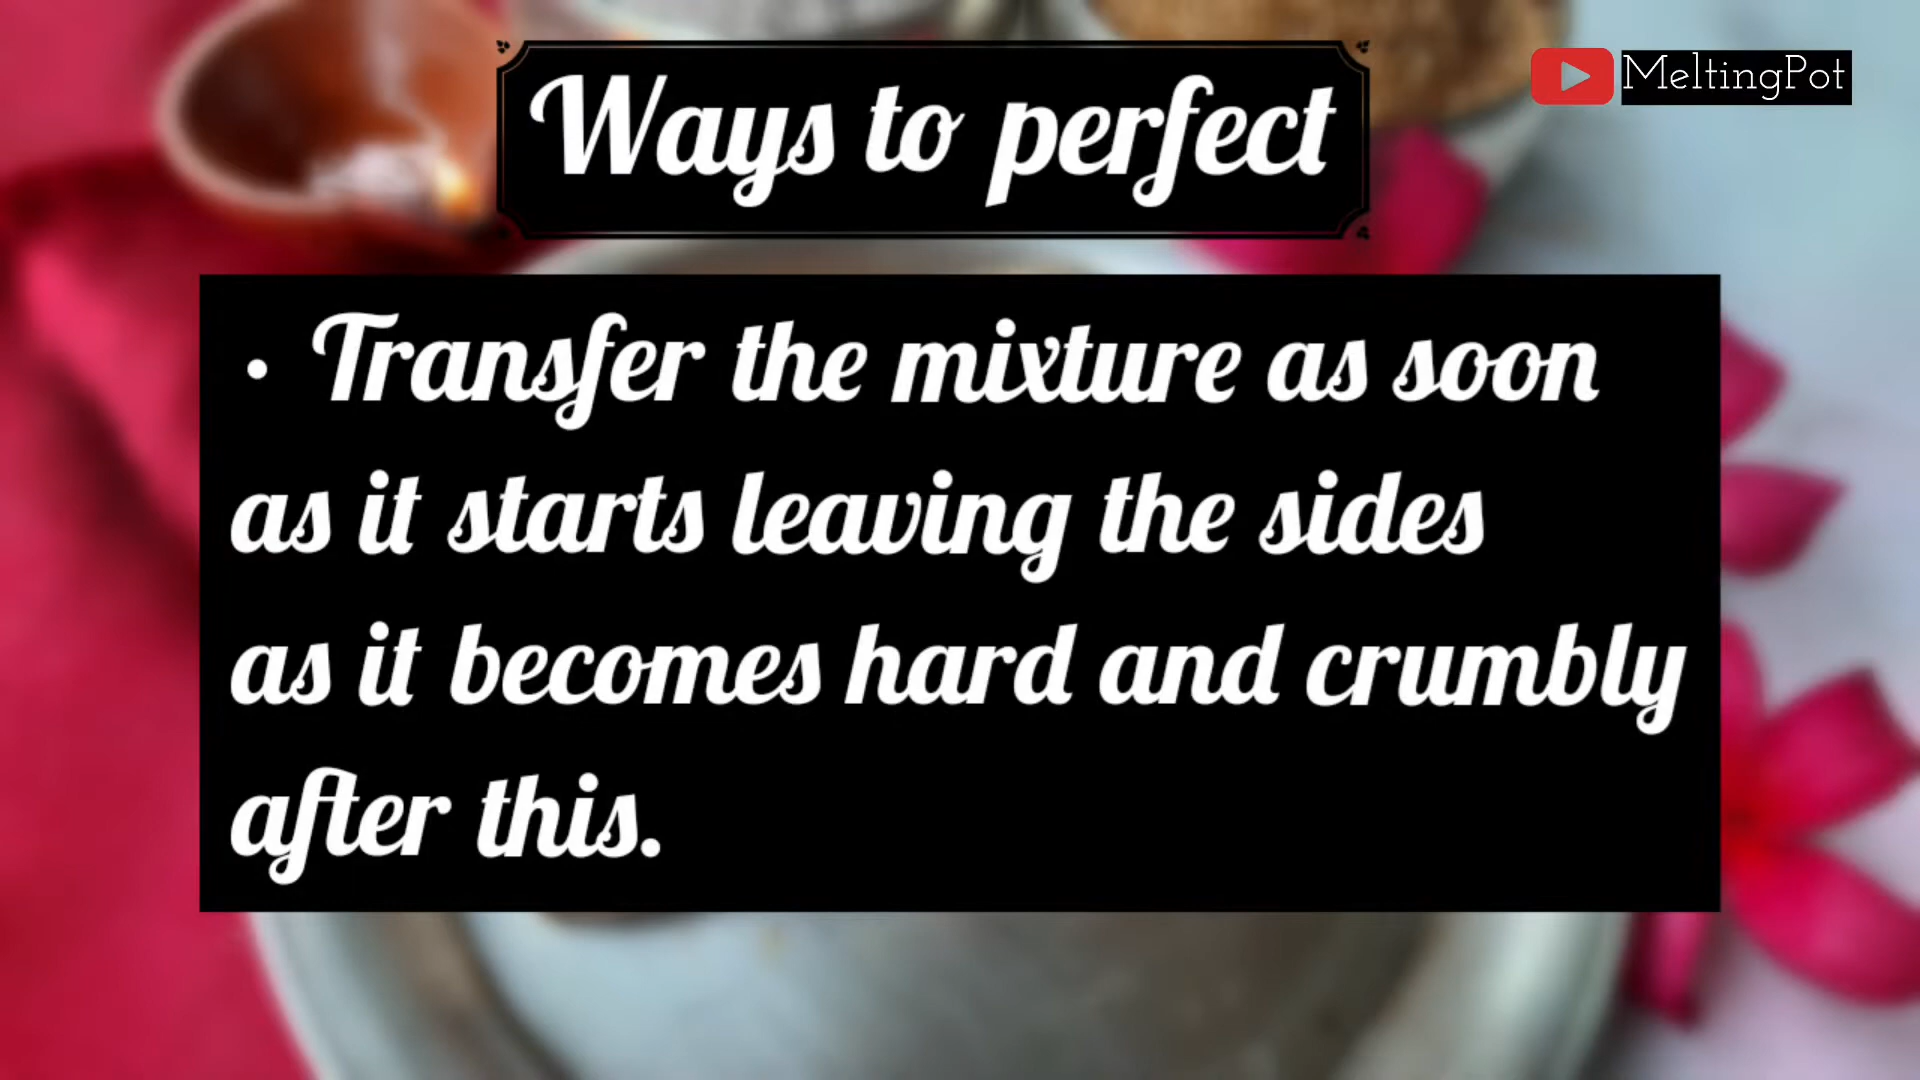 Ways to perfect
MeltingPot
• Transfer the mixture as soon
as it starts leaving the sides
as it becomes hard and crumbly
after this.